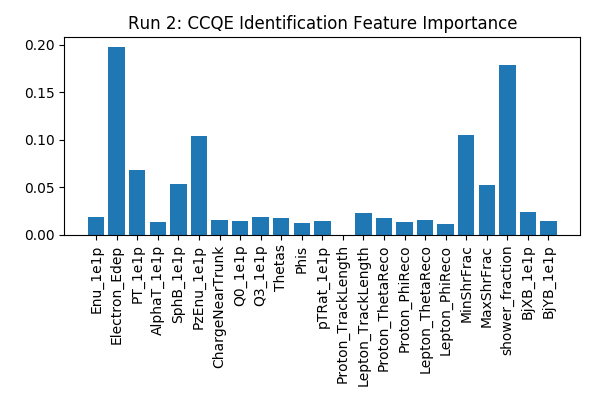 Run 2: CCQE Identification Feature Importance
0.20
0.15
0.10
0.05
0.00
Enu_1e1p
Electron_Edep
PT_1e1p
AlphaT_1e1p
SphB_1e1p
PzEnu_1e1p
ChargeNearTrunk
Q0_1e1p
Q3_1e1p
Thetas
Phis
pTRat_1e1p
Proton_TrackLength
Lepton_TrackLength
Proton_ThetaReco
Proton_PhiReco
Lepton_ThetaReco
Lepton_PhiReco
MinShrFrac
MaxShrFrac
shower_fraction
BjXB_1e1p
BjYB_1e1p